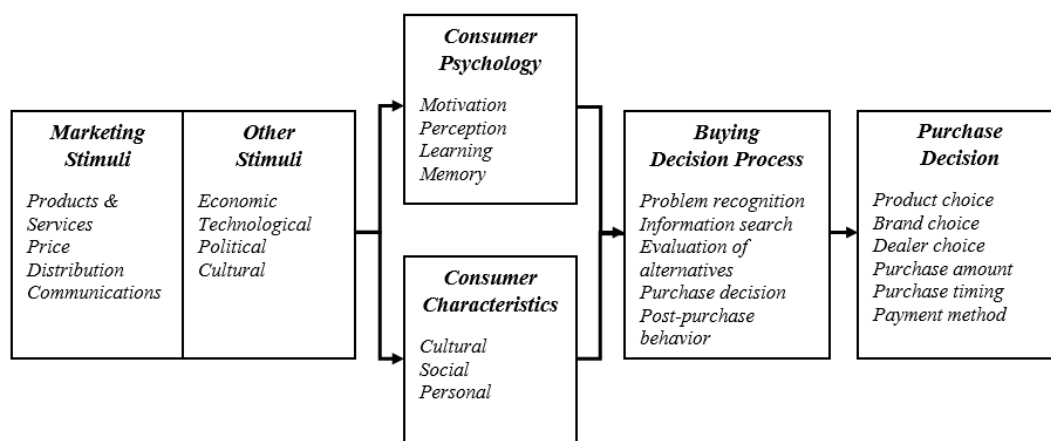 Marketing
Stimuli
Products &
Services
Price
Distribution
Communications
Other
Stimuli
Economic
Technological
Political
Cultural
Consumer
Psychology
Motivation
Perception
Learning
Memory
Consumer
Characteristics
Cultural
Social
Personal
Buying
Decision Process
Problem recognition
Information search
Evaluation of
alternatives
Purchase decision
Post-purchase
behavior
Purchase
Decision
Product choice
Brand choice
Dealer choice
Purchase amount
Purchase timing
Payment method